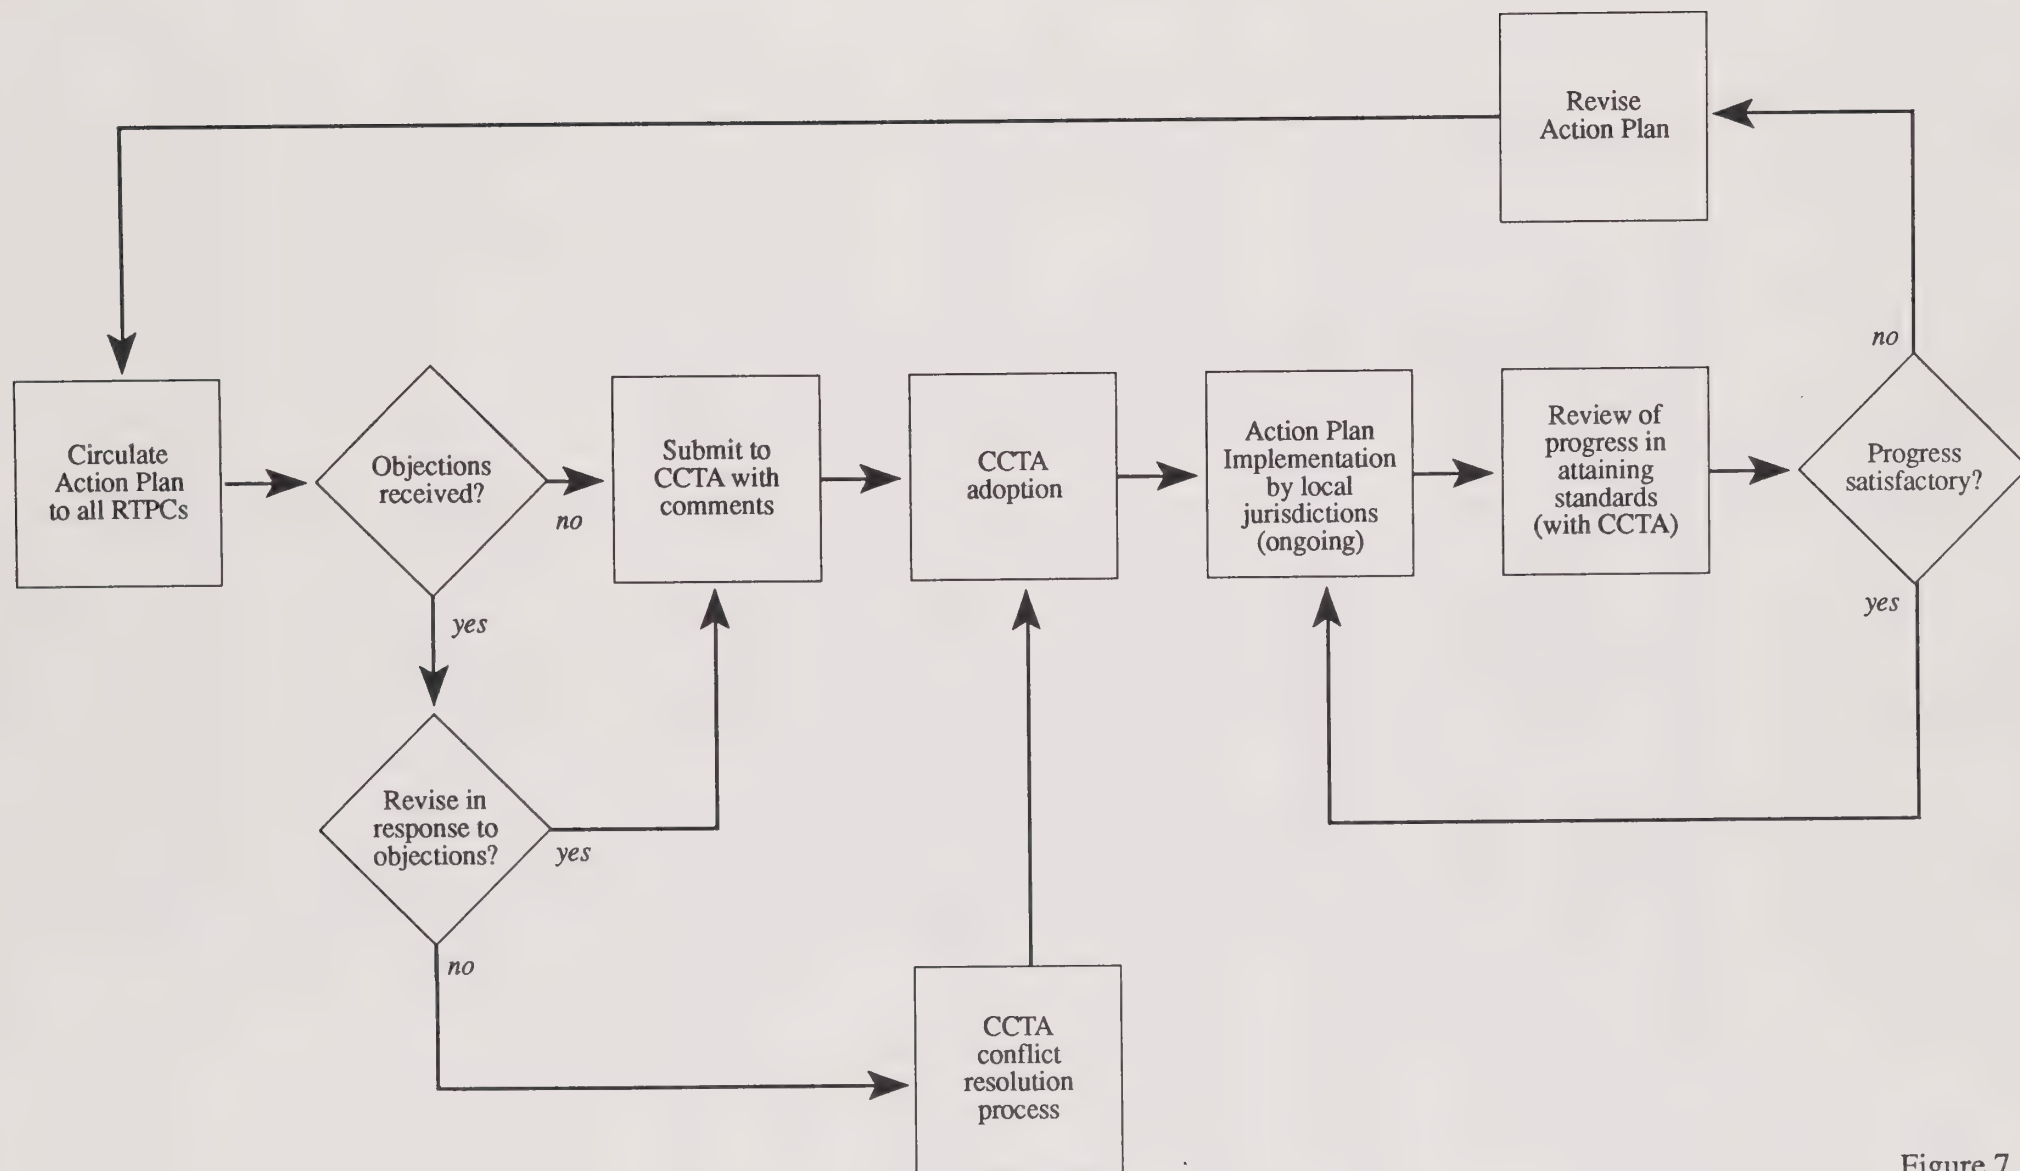 Revise
Action Plan
no
Circulate
Action Plan
to all RTPCs
Objections
received?
no
yes
Submit to
CCTA with
comments
CCTA
adoption
Action Plan
Implementation
by local
jurisdictions
(ongoing)
Review of
progress in
attaining
standards
(with CCTA)
Progress
satisfactory?
yes
Revise in
response to
objections?
yes
no
CCTA
conflict
resolution
process
Figure 7